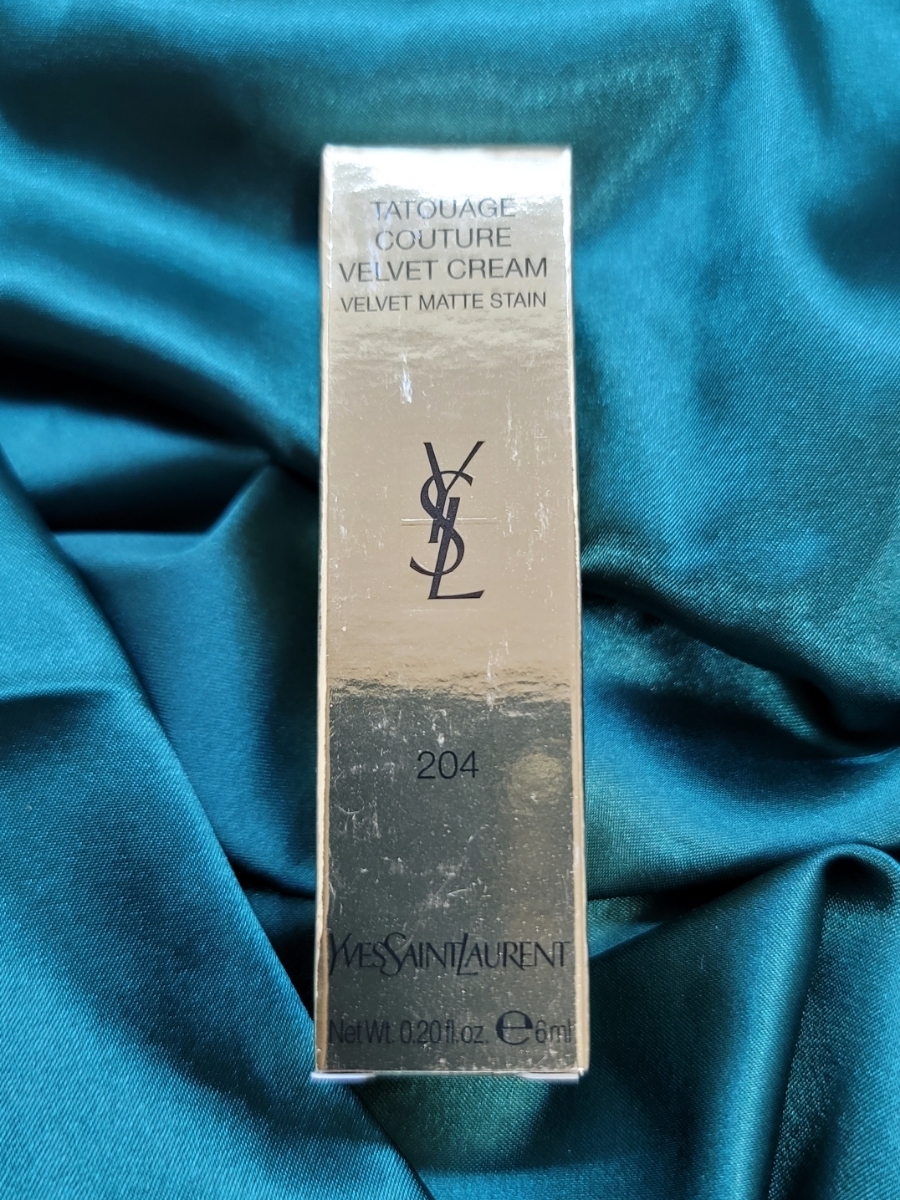 TATOUAGE
COUTURE
VELVET CREAM
VELVET MATTE STAIN
YSL
204
YVESSAINTLAURENT
Net Wt. 0.20 fl.oz. ℮ 6 ml